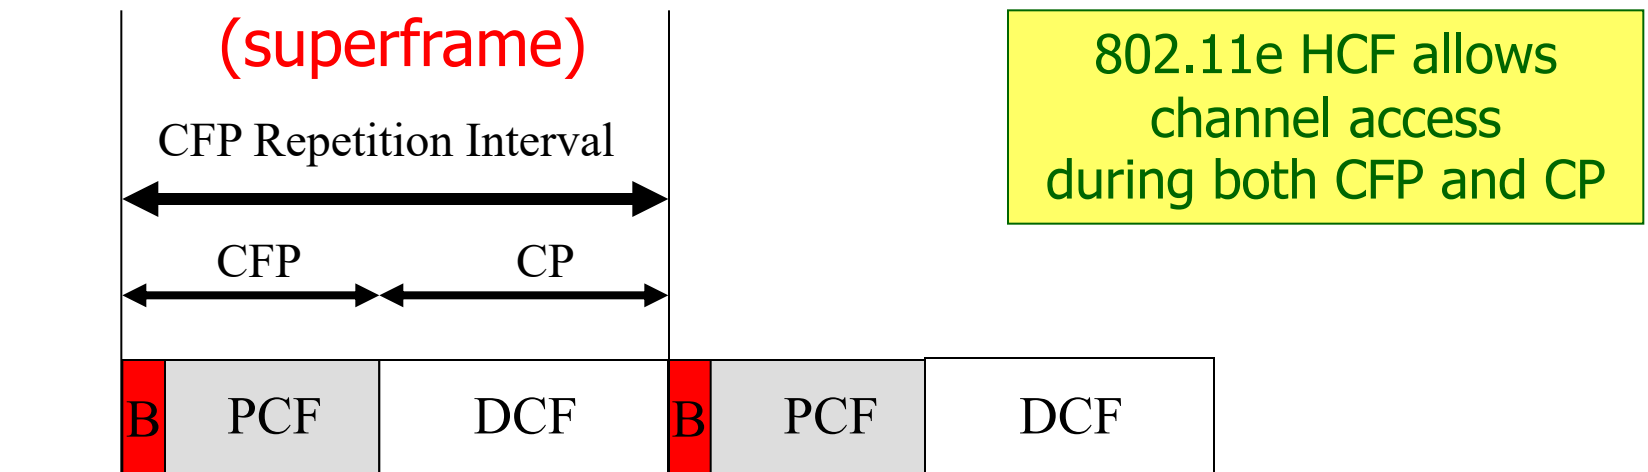 (superframe)
CFP Repetition Interval
CFP CP
B PCF DCF B PCF DCF
802.11e HCF allows
channel access
during both CFP and CP